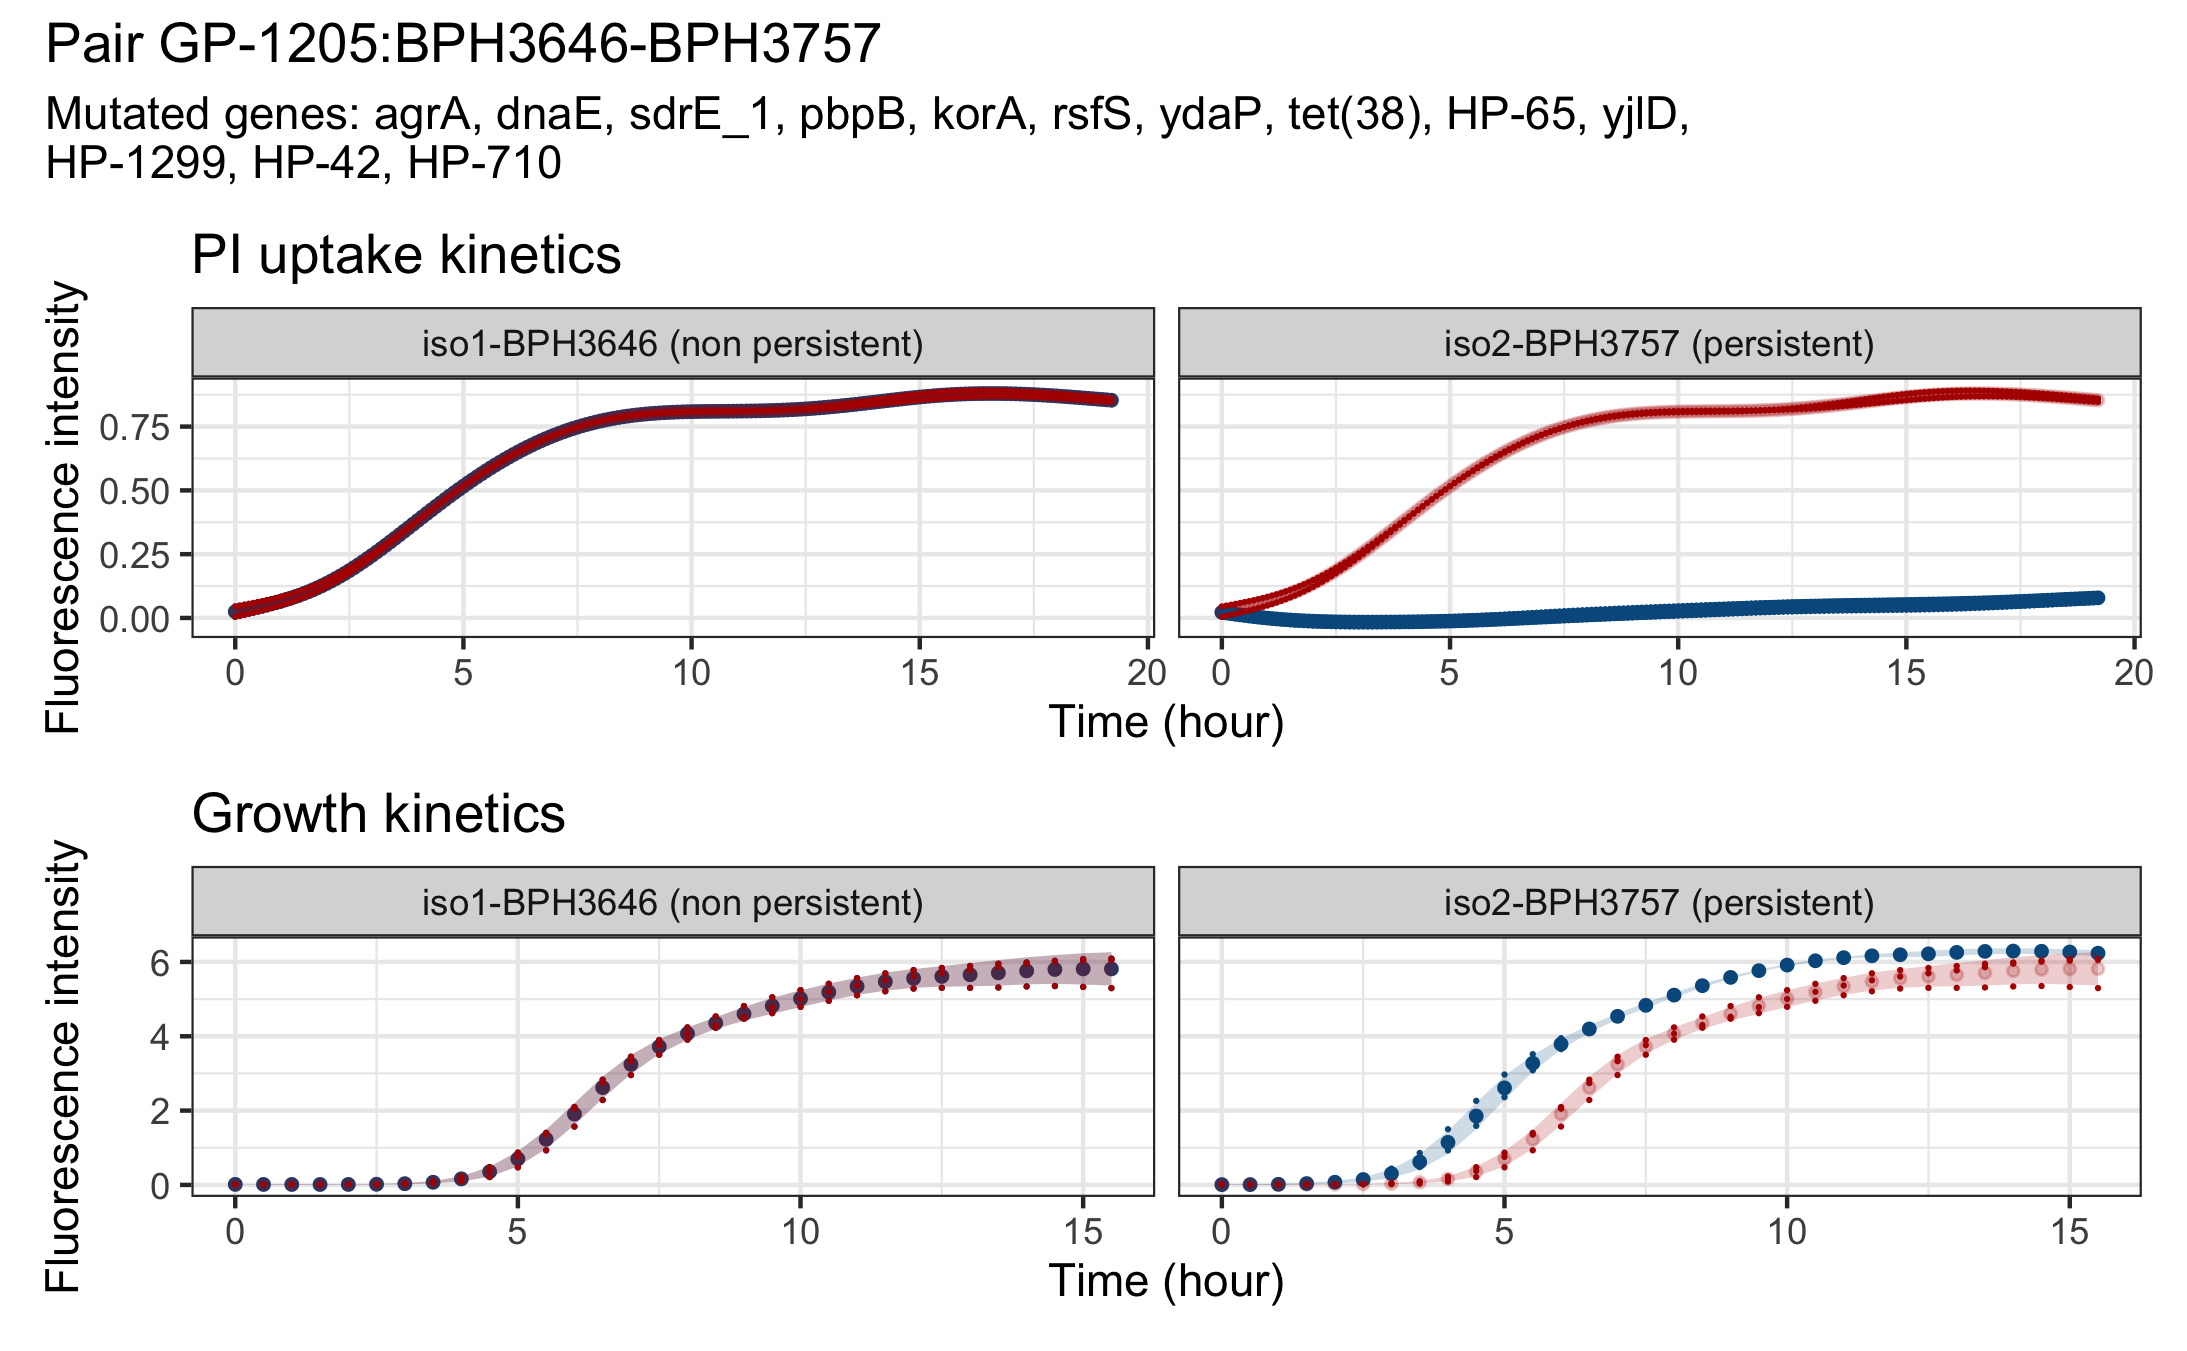 Pair GP-1205:BPH3646-BPH3757
Mutated genes: agrA, dnaE, sdrE_1, pbpB, korA, rsfS, ydaP, tet(38), HP-65, yjlD,
HP-1299, HP-42, HP-710
PI uptake kinetics
Fluorescence intensity
iso1-BPH3646 (non persistent)
iso2-BPH3757 (persistent)
0.75
0.50
0.25
0.00
0 5 10 15 20
0 5 10 15 20
Time (hour)
Growth kinetics
Fluorescence intensity
iso1-BPH3646 (non persistent)
iso2-BPH3757 (persistent)
6
4
2
0
0 5 10 15
0 5 10 15
Time (hour)